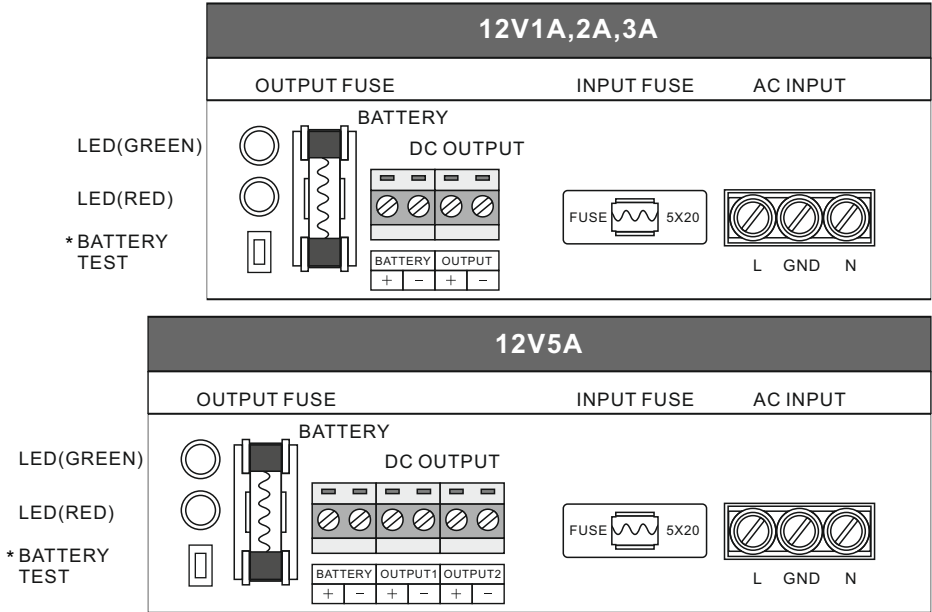 12V1A,2A,3A
OUTPUT FUSE INPUT FUSE AC INPUT
BATTERY
LED(GREEN)
DC OUTPUT
LED(RED)
FUSE 5X20
*BATTERY
TEST
BATTERY OUTPUT
+ − + −
L GND N
12V5A
OUTPUT FUSE INPUT FUSE AC INPUT
BATTERY
LED(GREEN)
DC OUTPUT
LED(RED)
FUSE 5X20
*BATTERY
TEST
BATTERY OUTPUT1 OUTPUT2
+ − + − + −
L GND N